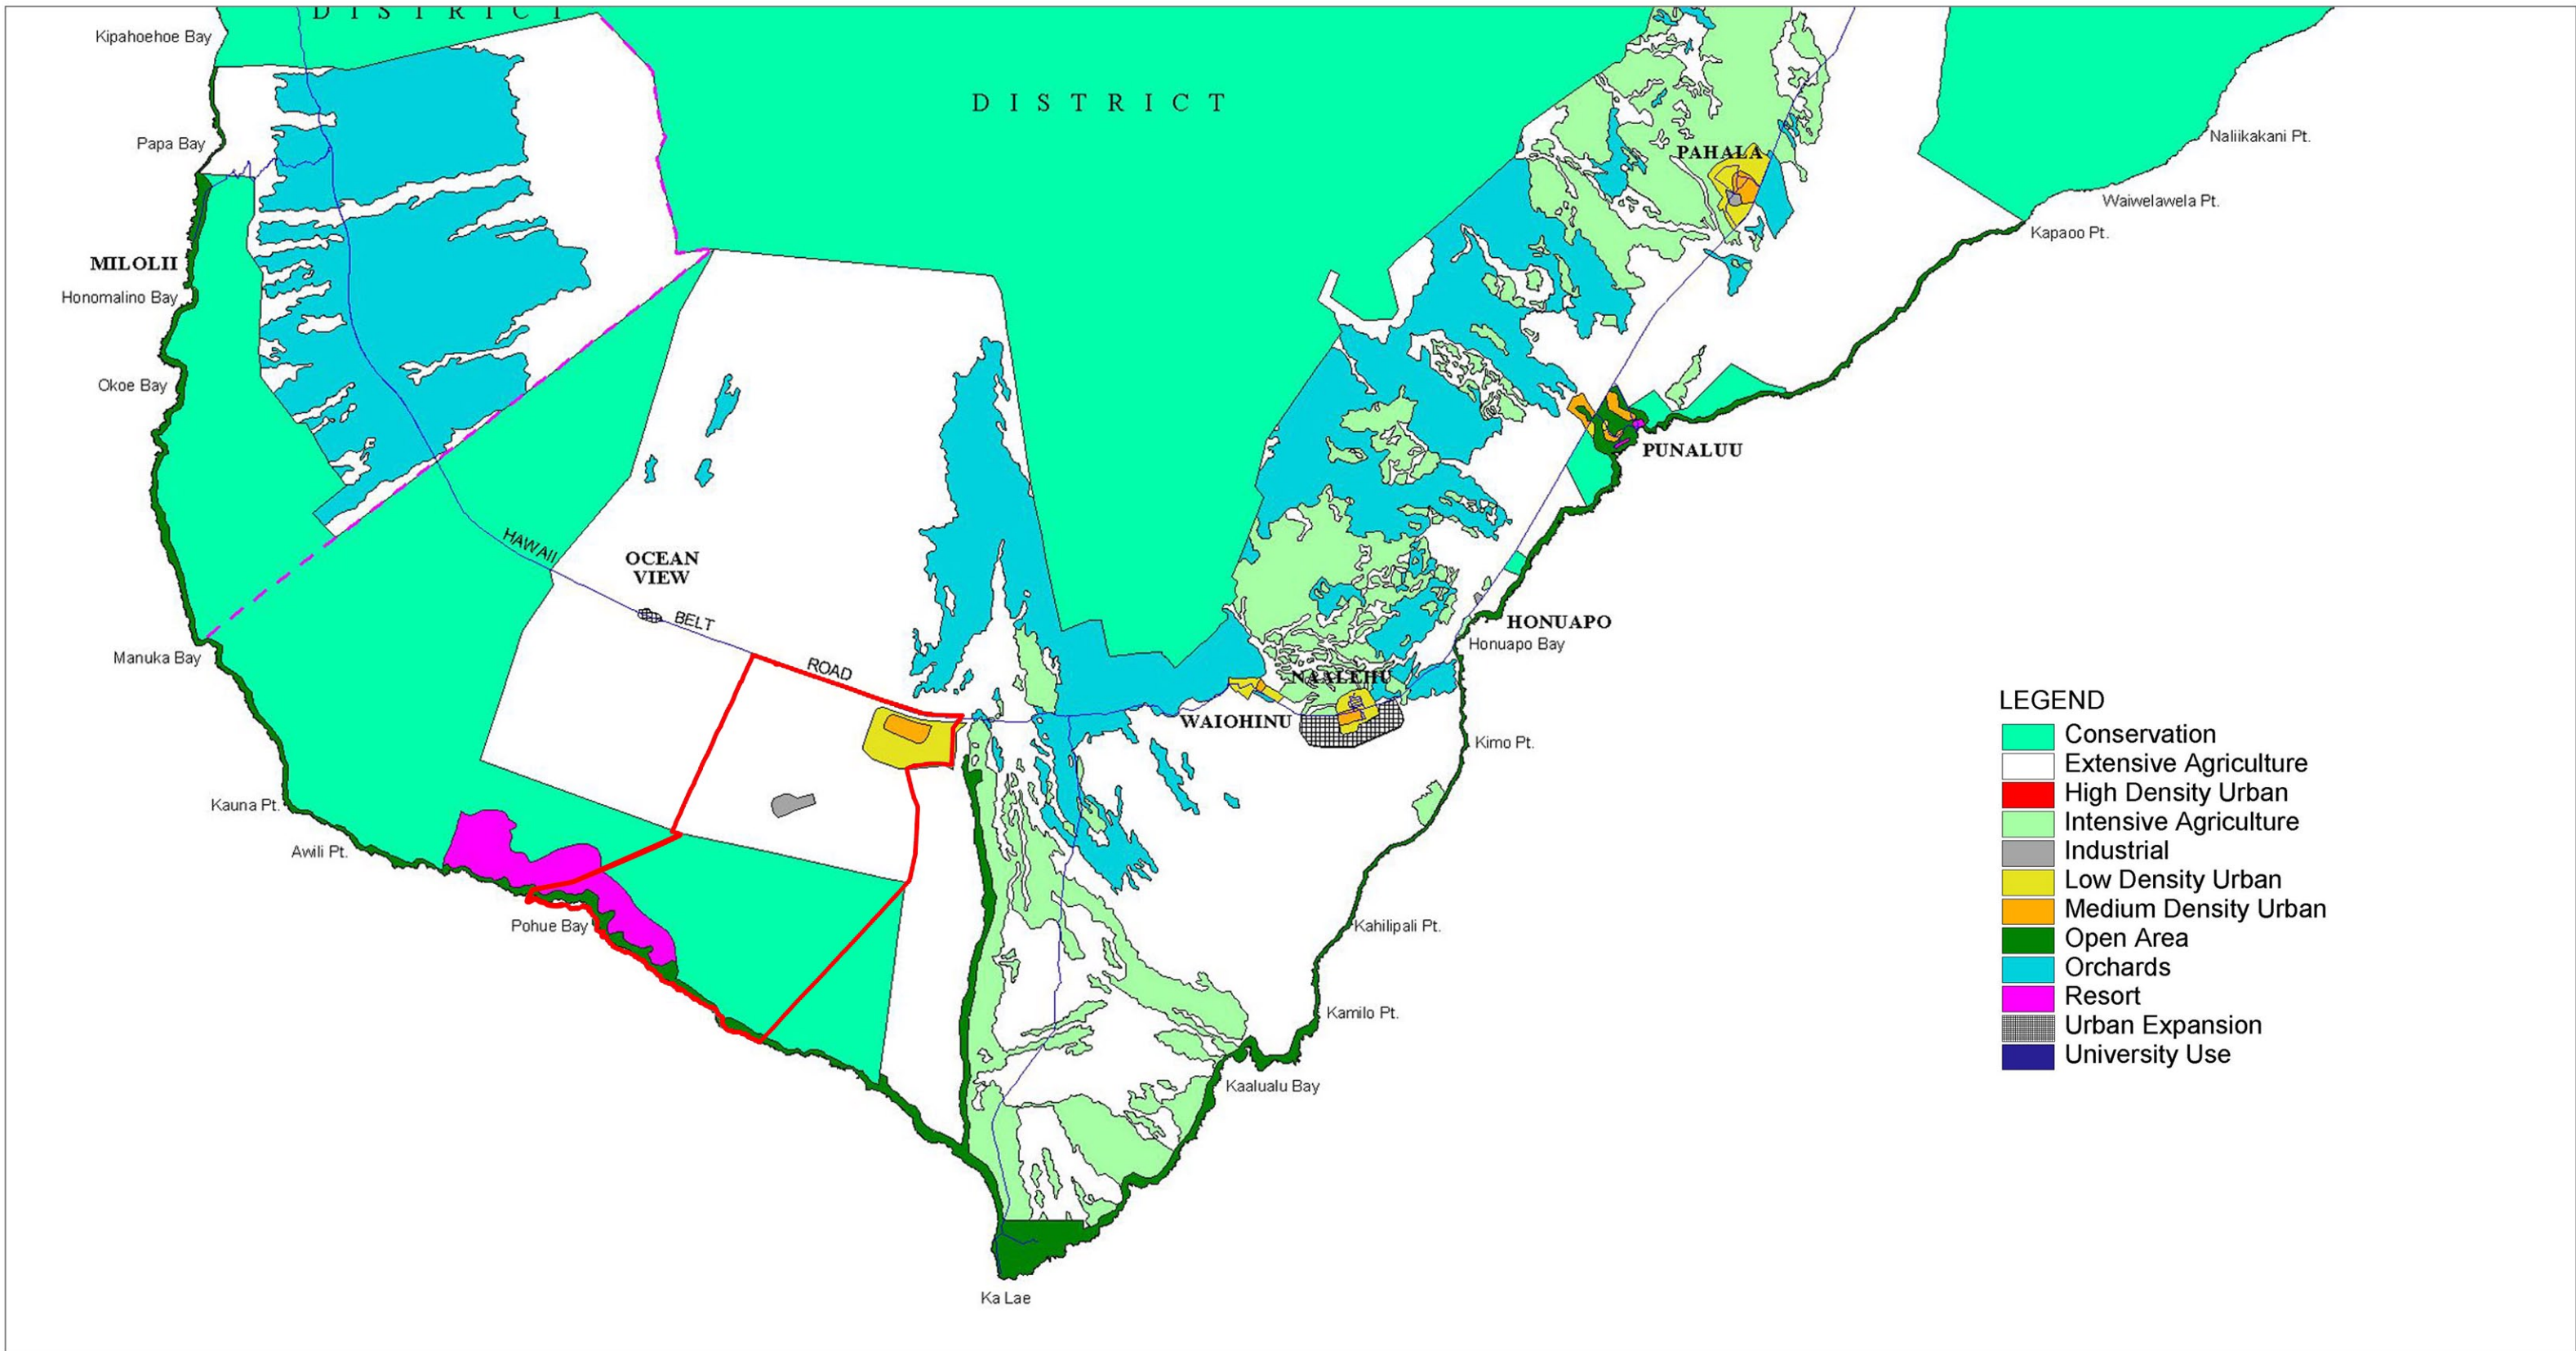 DISTRICT
Kipahoehoe Bay
DISTRICT
Papa Bay
Naliikakani Pt.
PAHALA
Waiwelawela Pt.
Kapaoo Pt.
MILOLII
Honomalino Bay
Okoe Bay
PUNALUU
HAWAII
OCEAN
VIEW
BELT
HONUAPO
Honuapo Bay
Manuka Bay
ROAD
NAALEHU
WAIOHINU
Kimo Pt.
Kauna Pt.
Awili Pt.
Pohue Bay
Kahilipali Pt.
Kamilo Pt.
Kaalualu Bay
Ka Lae
LEGEND
Conservation
Extensive Agriculture
High Density Urban
Intensive Agriculture
Industrial
Low Density Urban
Medium Density Urban
Open Area
Orchards
Resort
Urban Expansion
University Use